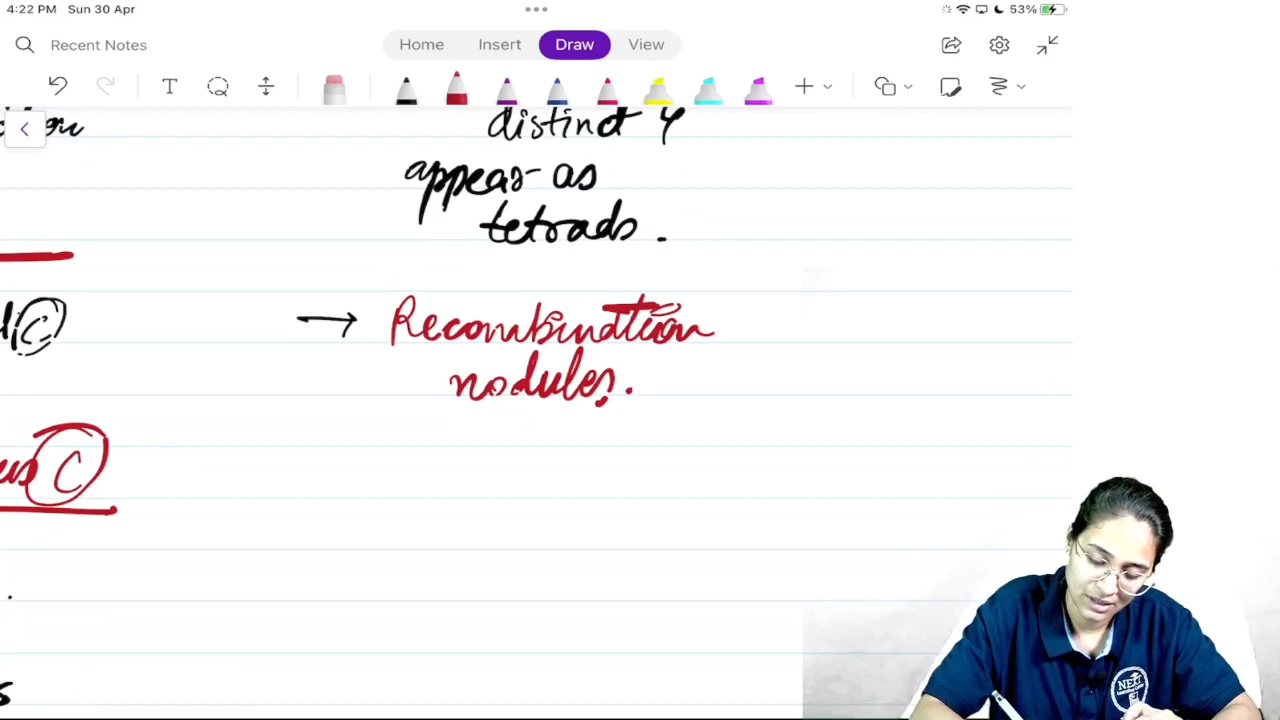 4:22 PM Sun 30 Apr
53%
Recent Notes
Home Insert Draw View
T
distinct &
appear as
tetrads.
→ Recombination
nodules.
C
C
NEXT